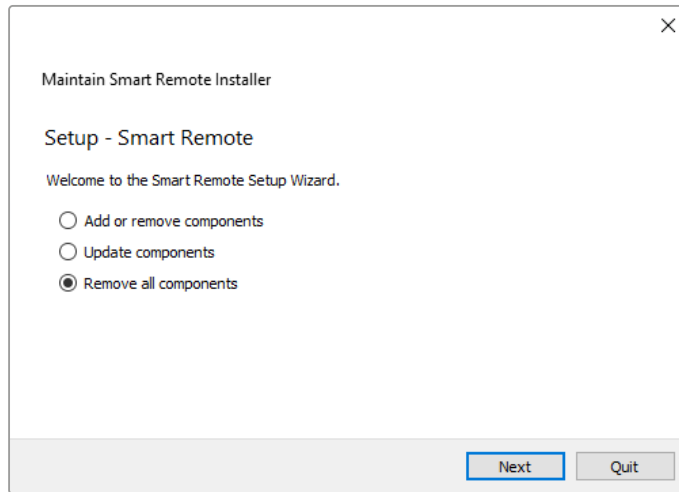 Maintain Smart Remote Installer
Setup - Smart Remote
Welcome to the Smart Remote Setup Wizard.
Add or remove components
Update components
Remove all components
Next
Quit